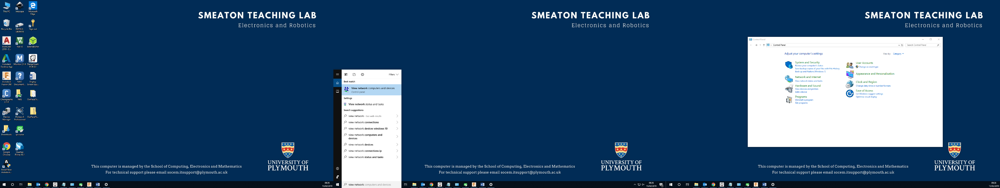 This PC
Inkscape
Microsoft Edge
Recycle Bin
INSTALL UBUNTU
Sign out
AutoCAD 2019 - E...
Keil v5
balenaEtcher
Autodesk Desktop App
Monitor 2.1.4
DesignSpark PCB 8.1
Autodesk Fusion 360
NAO Document...
Display Screen Equ...
Choregraphe 2.1.4
NAS
OwlFaceTr...
Device Manager
Proteus 8 Professional
OwlFaceTr...
Downloads
qtcreator
Google Chrome
Quartus Prime 16.1
Install Now Autodesk...
SMEATON TEACHING LAB
Electronics and Robotics
UNIVERSITY OF
PLYMOUTH
This computer is managed by the School of Computing, Electronics and Mathematics
For technical support please email socem.itsupport@plymouth.ac.uk
09:26
15/02/2019
Filters
Best match
View network computers and devices
Control panel
Settings
View network status and tasks
Search suggestions
view network - See web results
view network connections
view network devices windows 10
view network computers and
devices
view network devices
view network connections ip
view network status and tasks
view network computers and devices
SMEATON TEACHING LAB
Electronics and Robotics
UNIVERSITY OF
PLYMOUTH
This computer is managed by the School of Computing, Electronics and Mathematics
For technical support please email socem.itsupport@plymouth.ac.uk
09:26
15/02/2019
SMEATON TEACHING LAB
Electronics and Robotics
Control Panel
Control Panel
Search Control Panel
Adjust your computer's settings
View by: Category
System and Security
Review your computer's status
Save backup copies of your files with File History
Back up and Restore (Windows 7)
Network and Internet
View network status and tasks
Hardware and Sound
View devices and printers
Add a device
Programs
Uninstall a program
Get programs
User Accounts
Change account type
Appearance and Personalisation
Clock and Region
Change date, time or number formats
Ease of Access
Let Windows suggest settings
Optimise visual display
UNIVERSITY OF
PLYMOUTH
This computer is managed by the School of Computing, Electronics and Mathematics
For technical support please email socem.itsupport@plymouth.ac.uk
09:26
15/02/2019